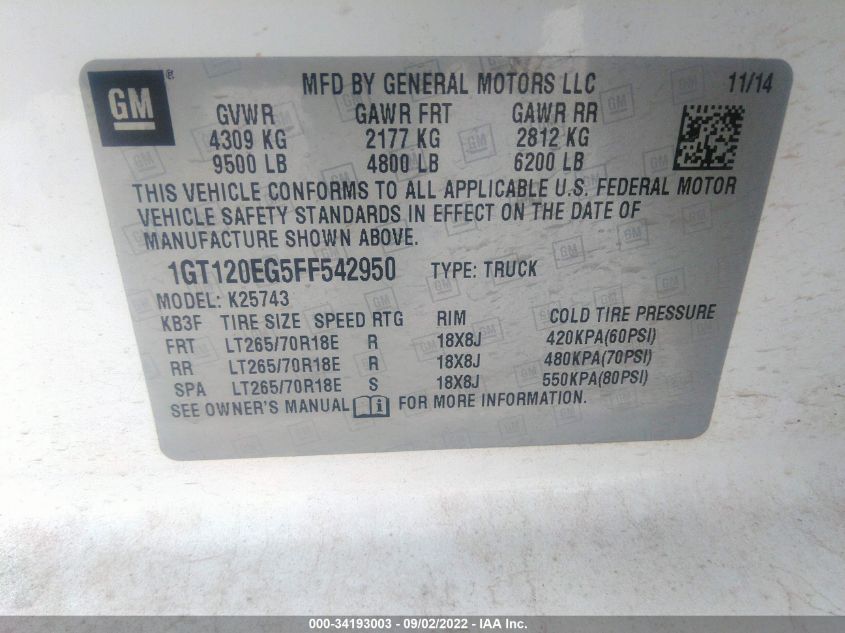 GM ® MFD BY GENERAL MOTORS LLC 11/14
GVWR GAWR FRT GAWR RR
4309 KG 2177 KG 2812 KG
9500 LB 4800 LB 6200 LB
THIS VEHICLE CONFORMS TO ALL APPLICABLE U.S. FEDERAL MOTOR
VEHICLE SAFETY STANDARDS IN EFFECT ON THE DATE OF
MANUFACTURE SHOWN ABOVE.
1GT120EG5FF542950 TYPE: TRUCK
MODEL: K25743
KB3F TIRE SIZE SPEED RTG RIM COLD TIRE PRESSURE
FRT LT265/70R18E R 18X8J 420KPA(60PSI)
RR LT265/70R18E R 18X8J 480KPA(70PSI)
SPA LT265/70R18E S 18X8J 550KPA(80PSI)
SEE OWNER'S MANUAL i FOR MORE INFORMATION.
000-34193003 - 09/02/2022 - IAA Inc.